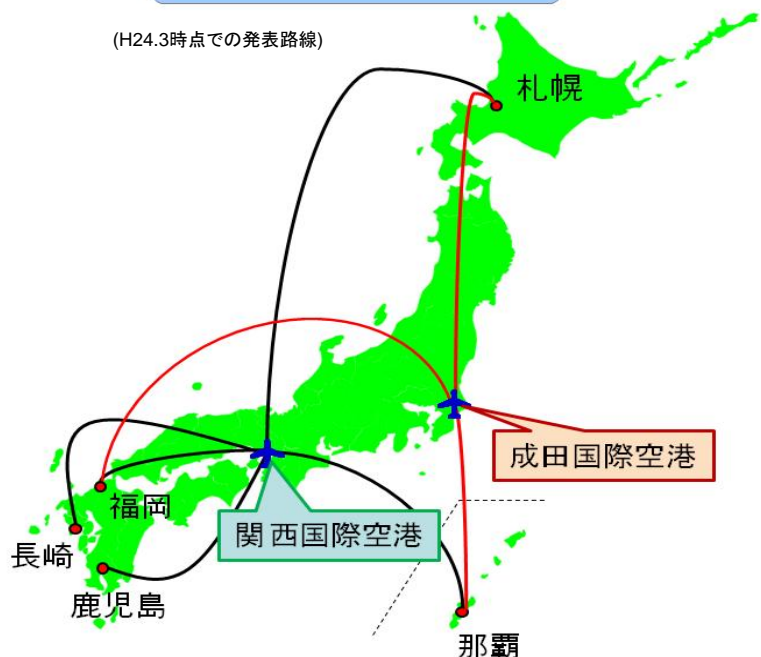 (H24.3時点での発表路線)
札幌
成田国際空港
福岡
関西国際空港
長崎
鹿児島
那覇